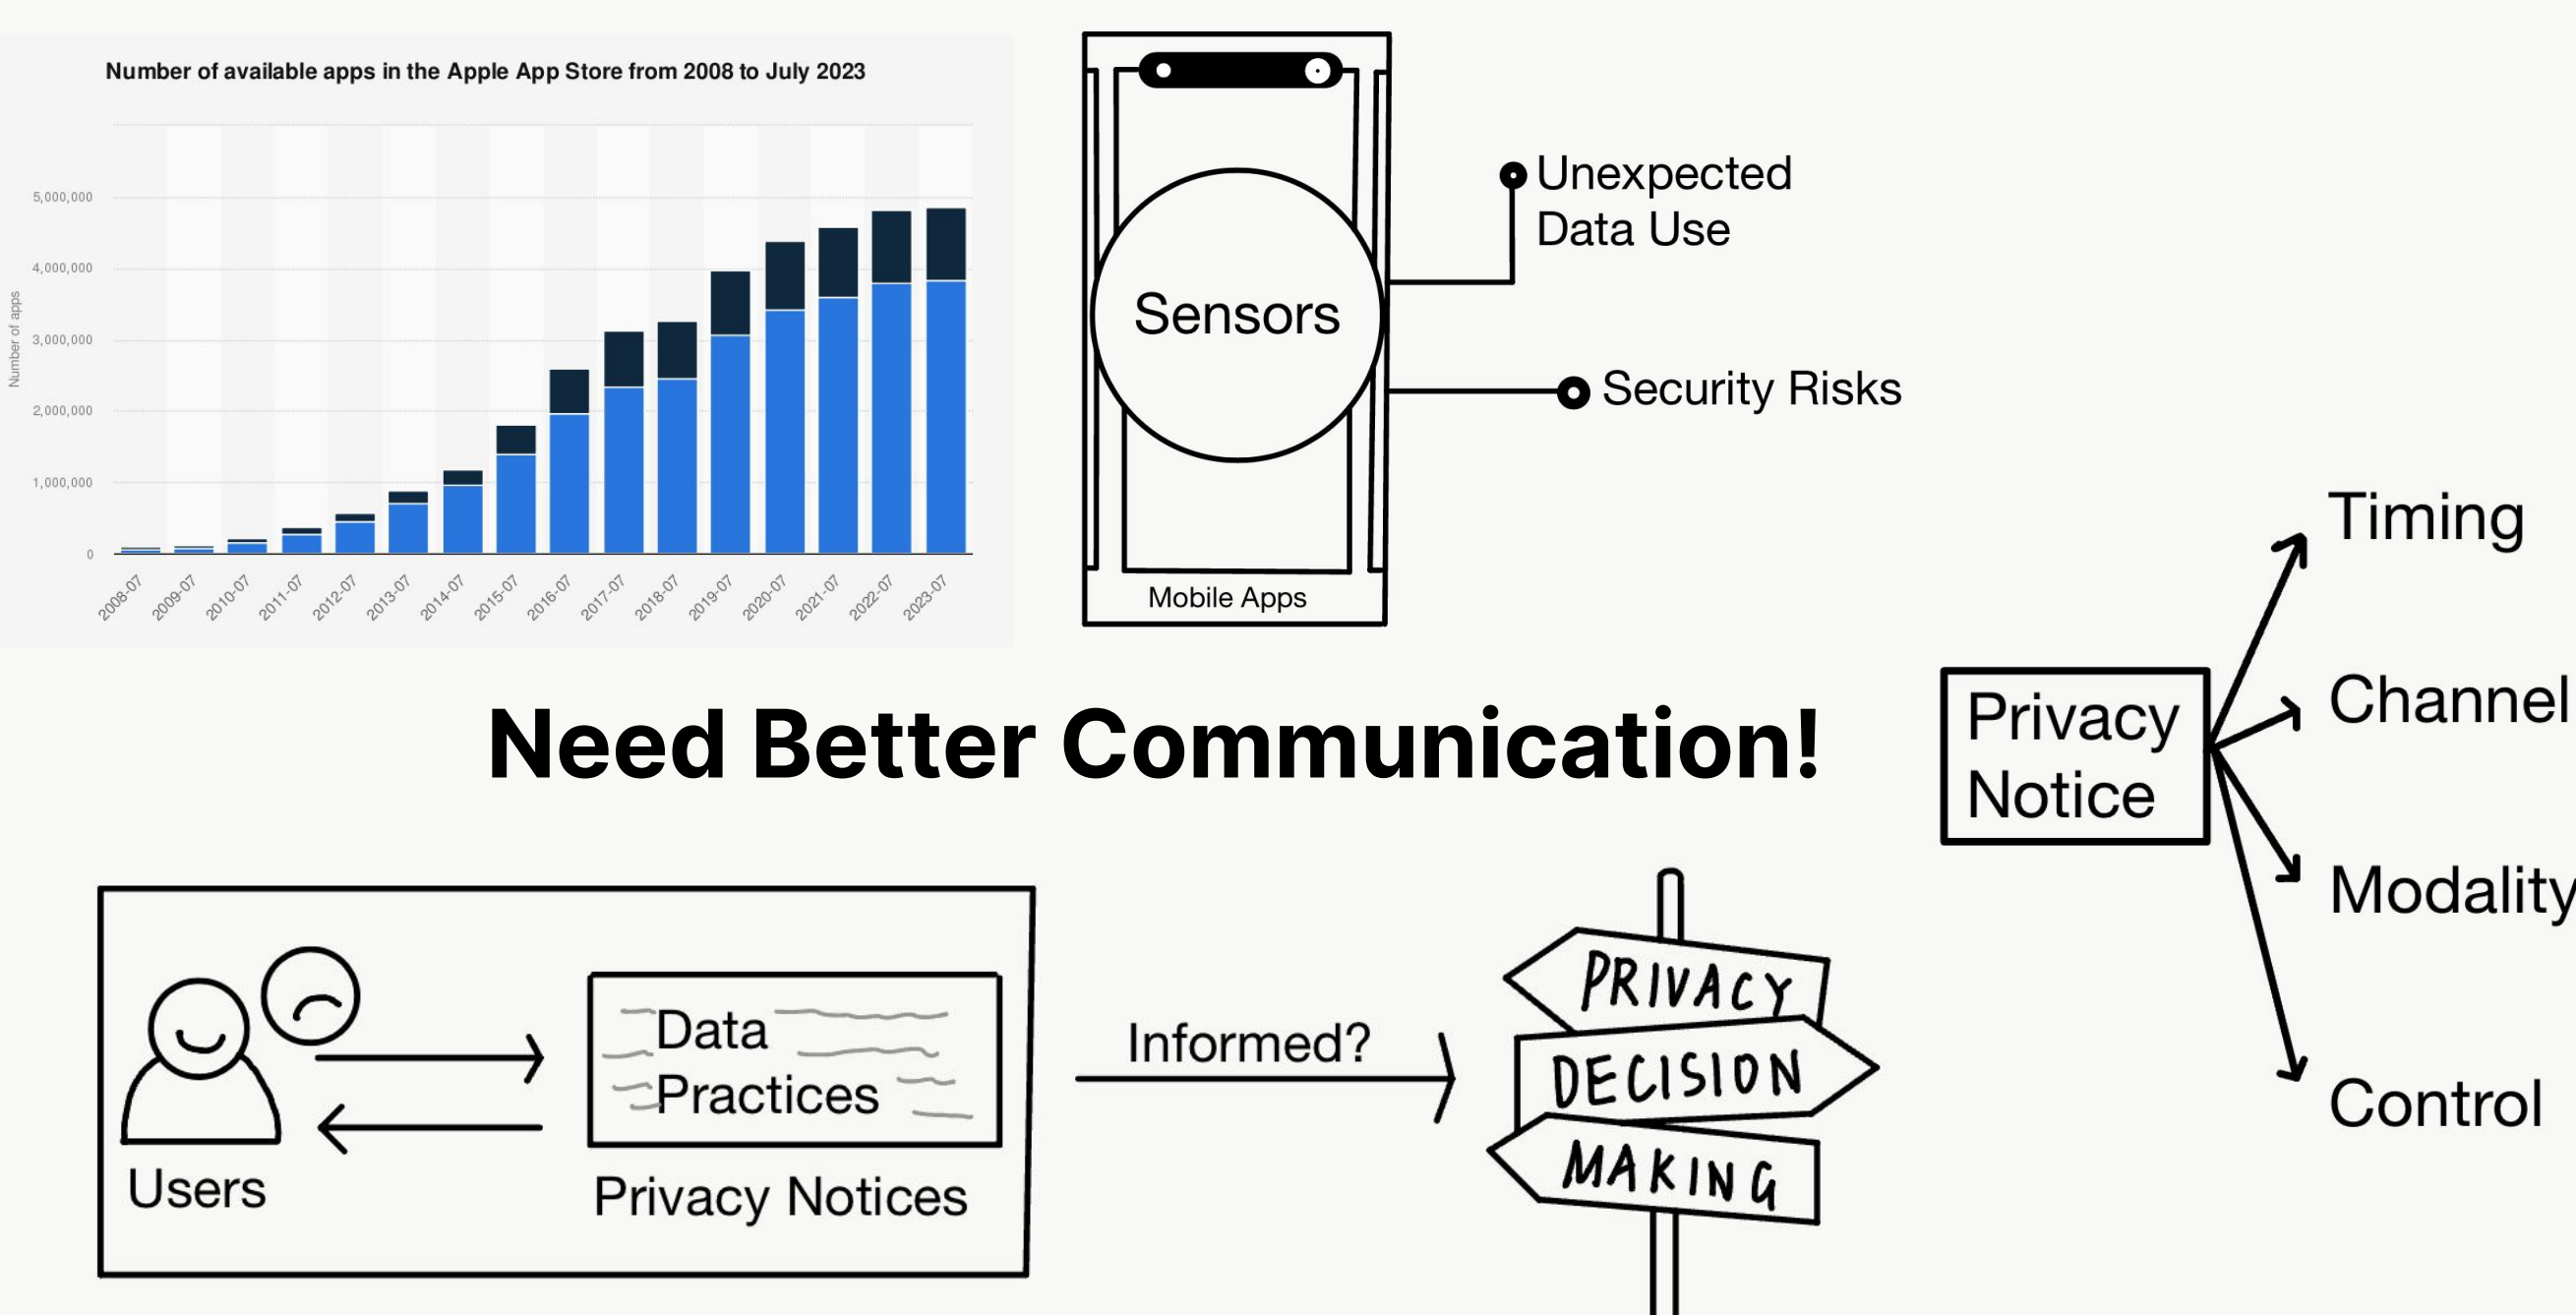 Number of available apps in the Apple App Store from 2008 to July 2023
Number of apps
5,000,000
4,000,000
3,000,000
2,000,000
1,000,000
0
2008-07
2009-07
2010-07
2011-07
2012-07
2013-07
2014-07
2015-07
2016-07
2017-07
2018-07
2019-07
2020-07
2021-07
2022-07
2023-07
Sensors
Mobile Apps
Unexpected
Data Use
Security Risks
Need Better Communication!
Privacy
Notice
Timing
Channel
Modality
Control
Users
Data
Practices
Privacy Notices
Informed?
PRIVACY
DECISION
MAKING